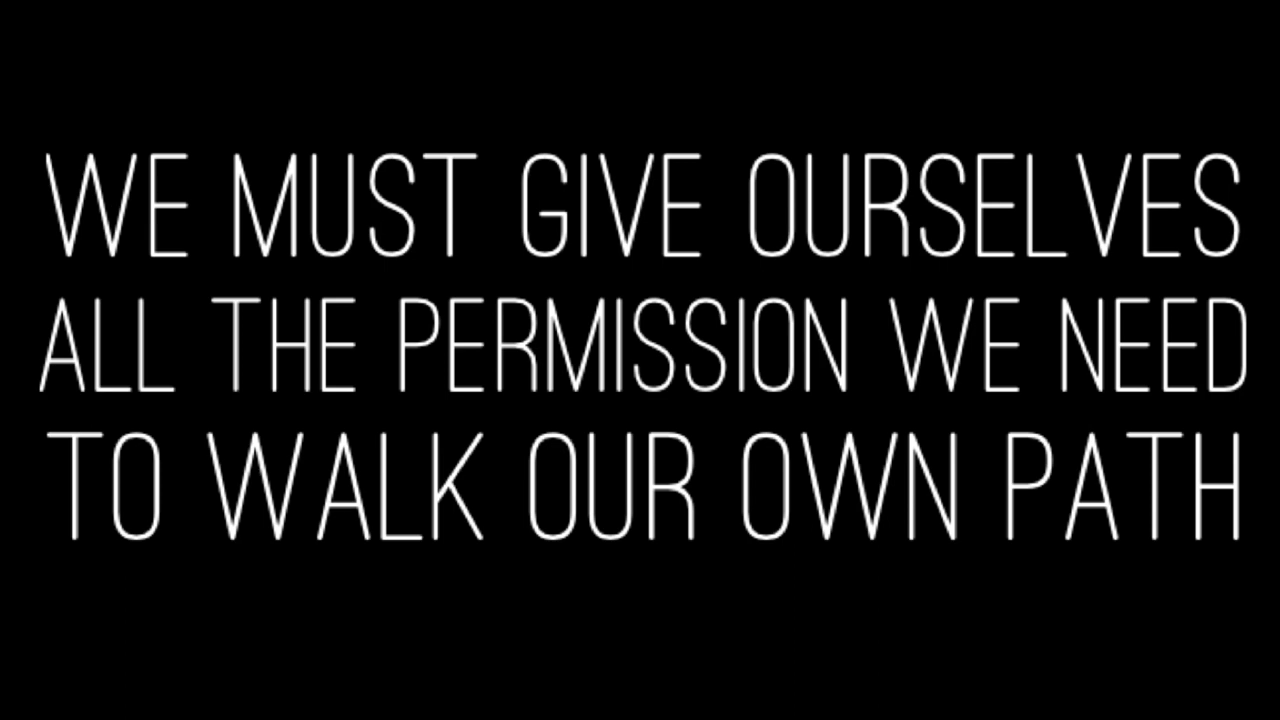 WE MUST GIVE OURSELVES
ALL THE PERMISSION WE NEED
TO WALK OUR OWN PATH